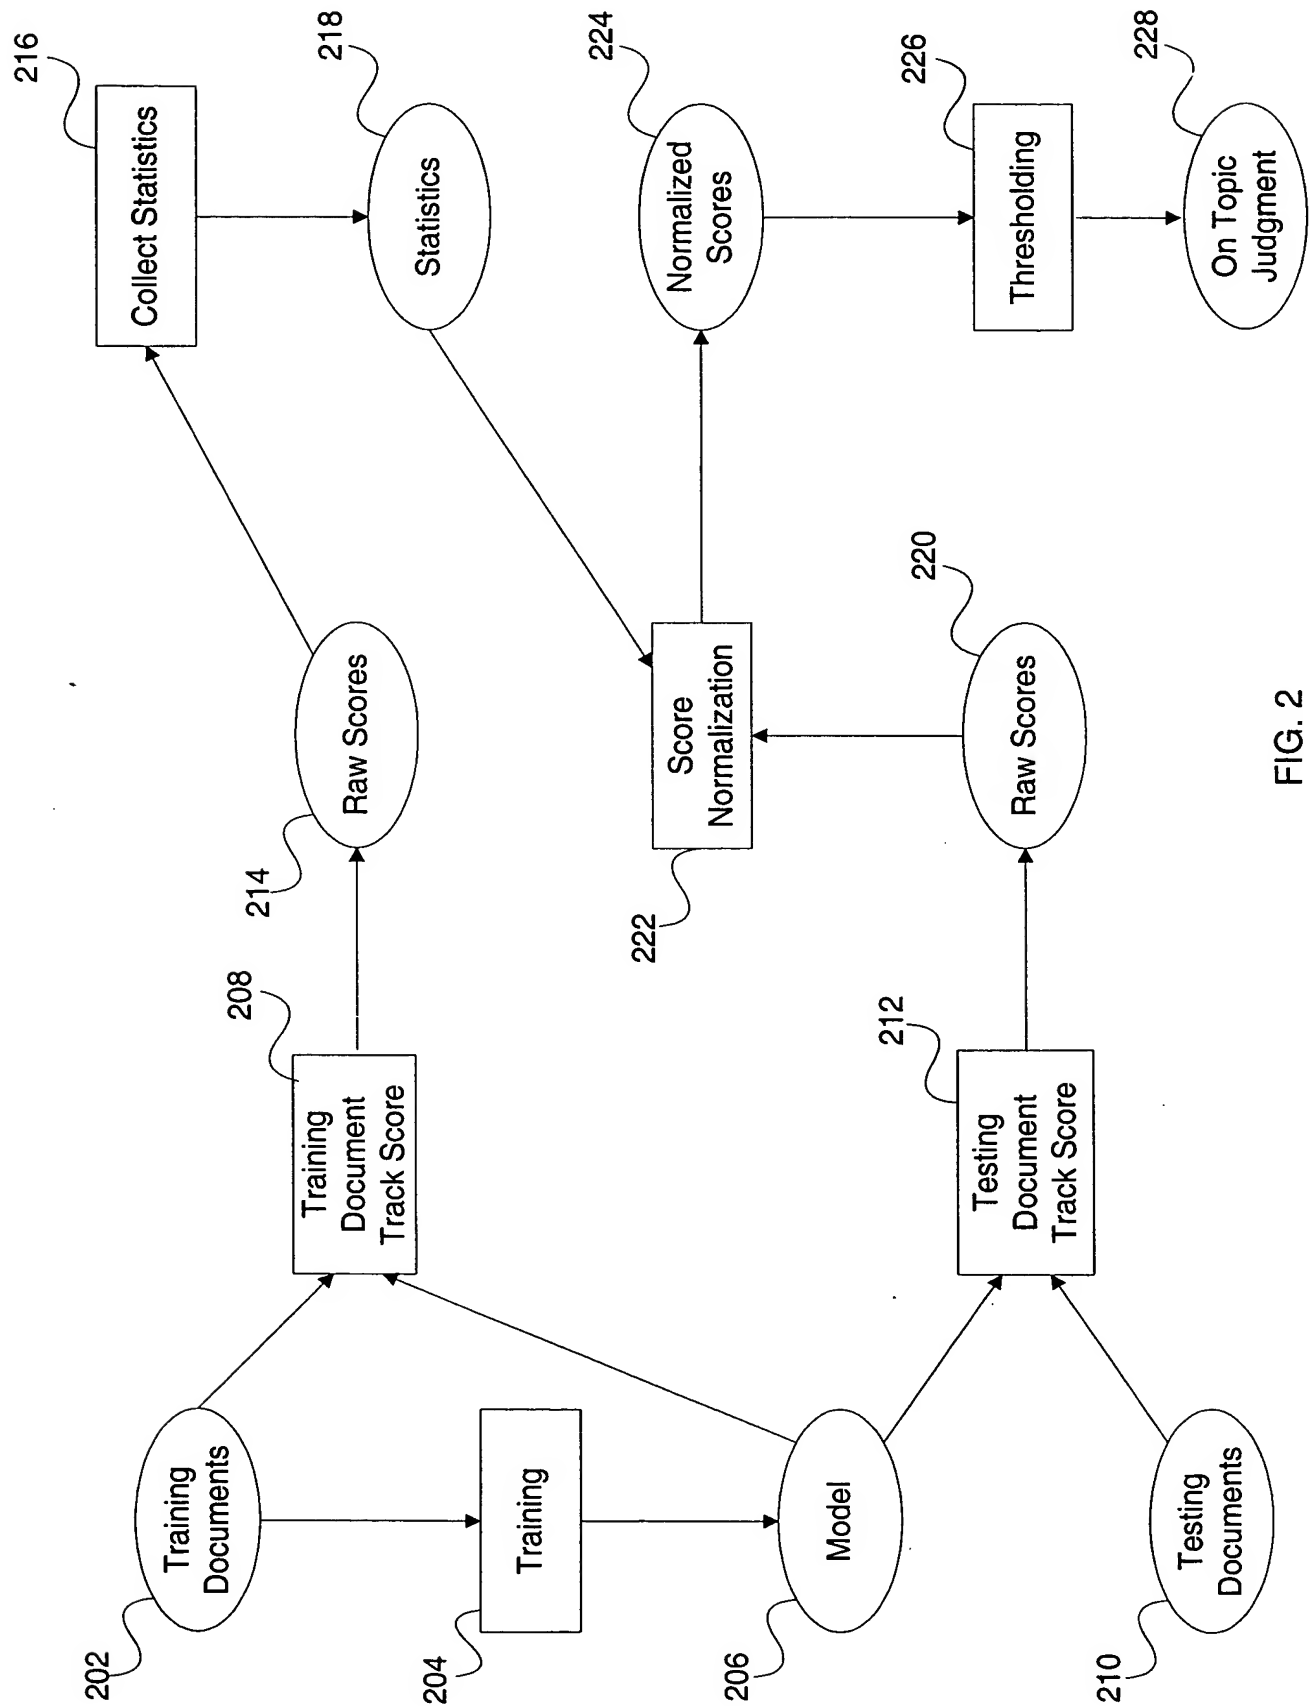 202
Training
Documents
204
Training
206
Model
210
Testing
Documents
208
Training
Document
Track Score
212
Testing
Document
Track Score
214
Raw Scores
222
Score
Normalization
220
Raw Scores
216
Collect Statistics
218
Statistics
224
Normalized
Scores
226
Thresholding
228
On Topic
Judgment
FIG. 2